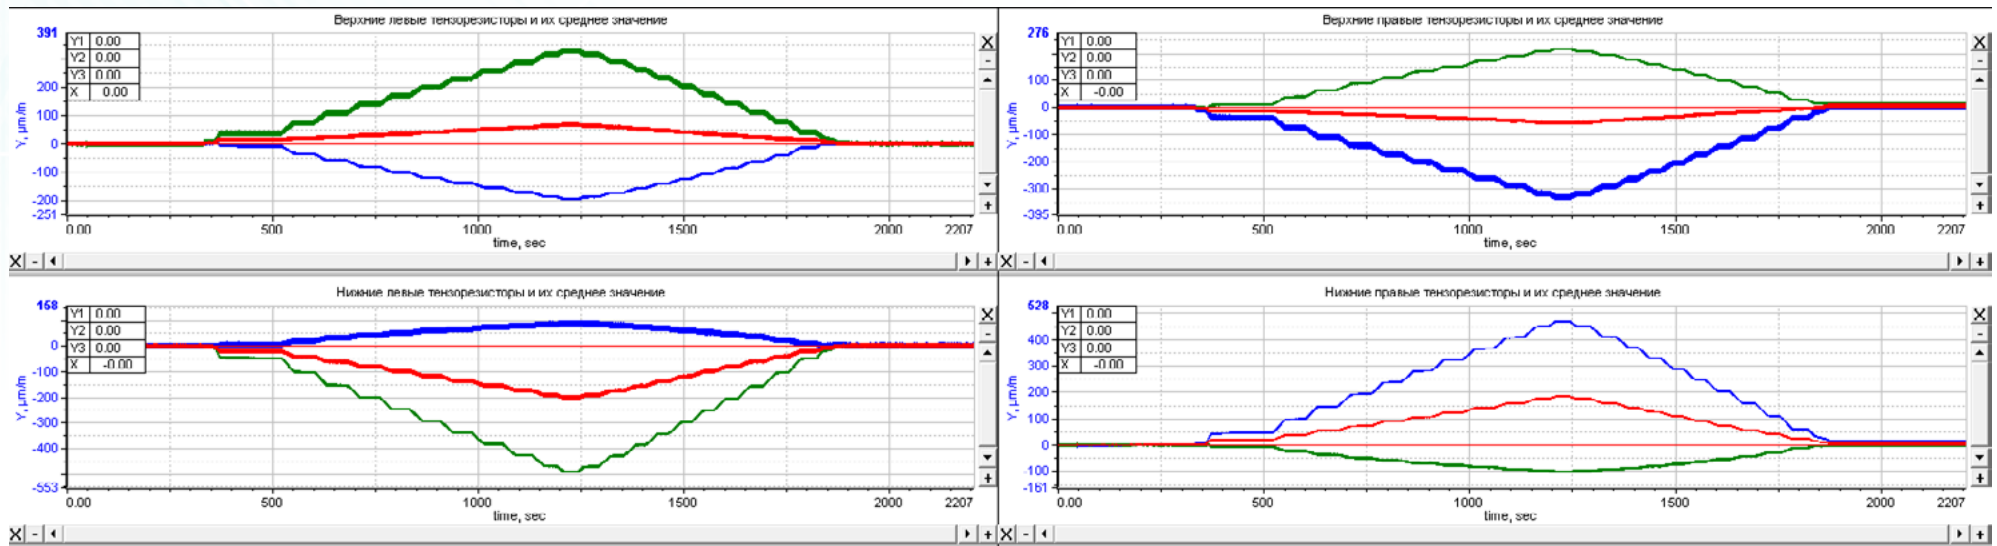 Верхние левые тензорезисторы и их среднее значение
391
Y1 0.00
Y2 0.00
Y3 0.00
X 0.00
200
100
0
-100
-200
-251
Y, µm/m
0.00 500 1000 1500 2000 2207
time, sec
X - +
Верхние правые тензорезисторы и их среднее значение
276
Y1 0.00
Y2 0.00
Y3 0.00
X -0.00
100
0
-100
-200
-300
-395
Y, µm/m
0.00 500 1000 1500 2000 2207
time, sec
X - +
Нижние левые тензорезисторы и их среднее значение
168
Y1 0.00
Y2 0.00
Y3 0.00
X -0.00
0
-100
-200
-300
-400
-553
Y, µm/m
0.00 500 1000 1500 2000 2207
time, sec
X - +
Нижние правые тензорезисторы и их среднее значение
628
Y1 0.00
Y2 0.00
Y3 0.00
X -0.00
400
300
200
100
0
-100
-161
Y, µm/m
0.00 500 1000 1500 2000 2207
time, sec
X - +